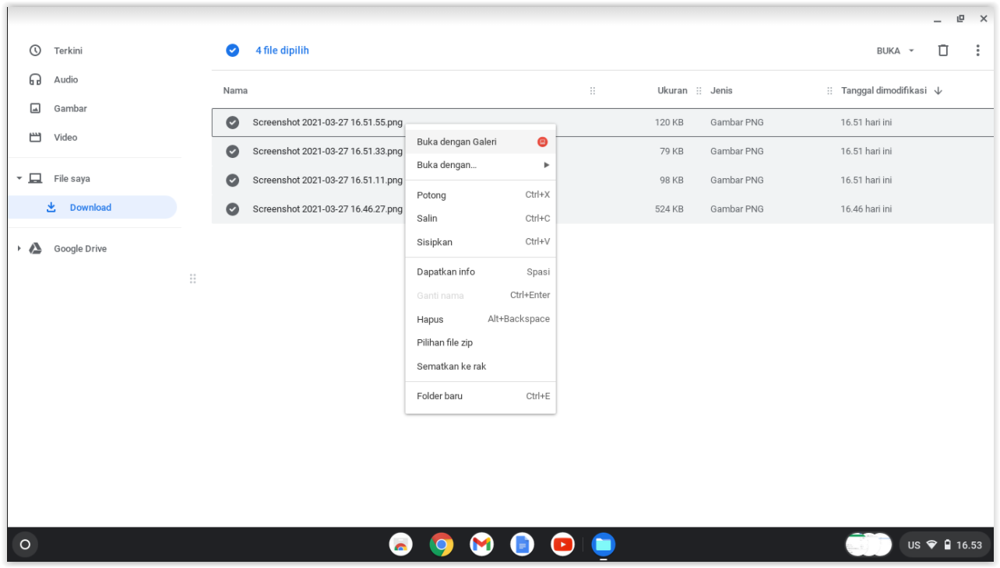 Terkini
Audio
Gambar
Video
File saya
Download
Google Drive
4 file dipilih
BUKA
Nama Ukuran Jenis Tanggal dimodifikasi
Screenshot 2021-03-27 16.51.55.png 120 KB Gambar PNG 16.51 hari ini
Screenshot 2021-03-27 16.51.33.png 79 KB Gambar PNG 16.51 hari ini
Screenshot 2021-03-27 16.51.11.png 98 KB Gambar PNG 16.51 hari ini
Screenshot 2021-03-27 16.46.27.png 524 KB Gambar PNG 16.46 hari ini
Buka dengan Galeri
Buka dengan...
Potong Ctrl+X
Salin Ctrl+C
Sisipkan Ctrl+V
Dapatkan info Spasi
Ganti nama Ctrl+Enter
Hapus Alt+Backspace
Pilihan file zip
Sematkan ke rak
Folder baru Ctrl+E
US 16.53